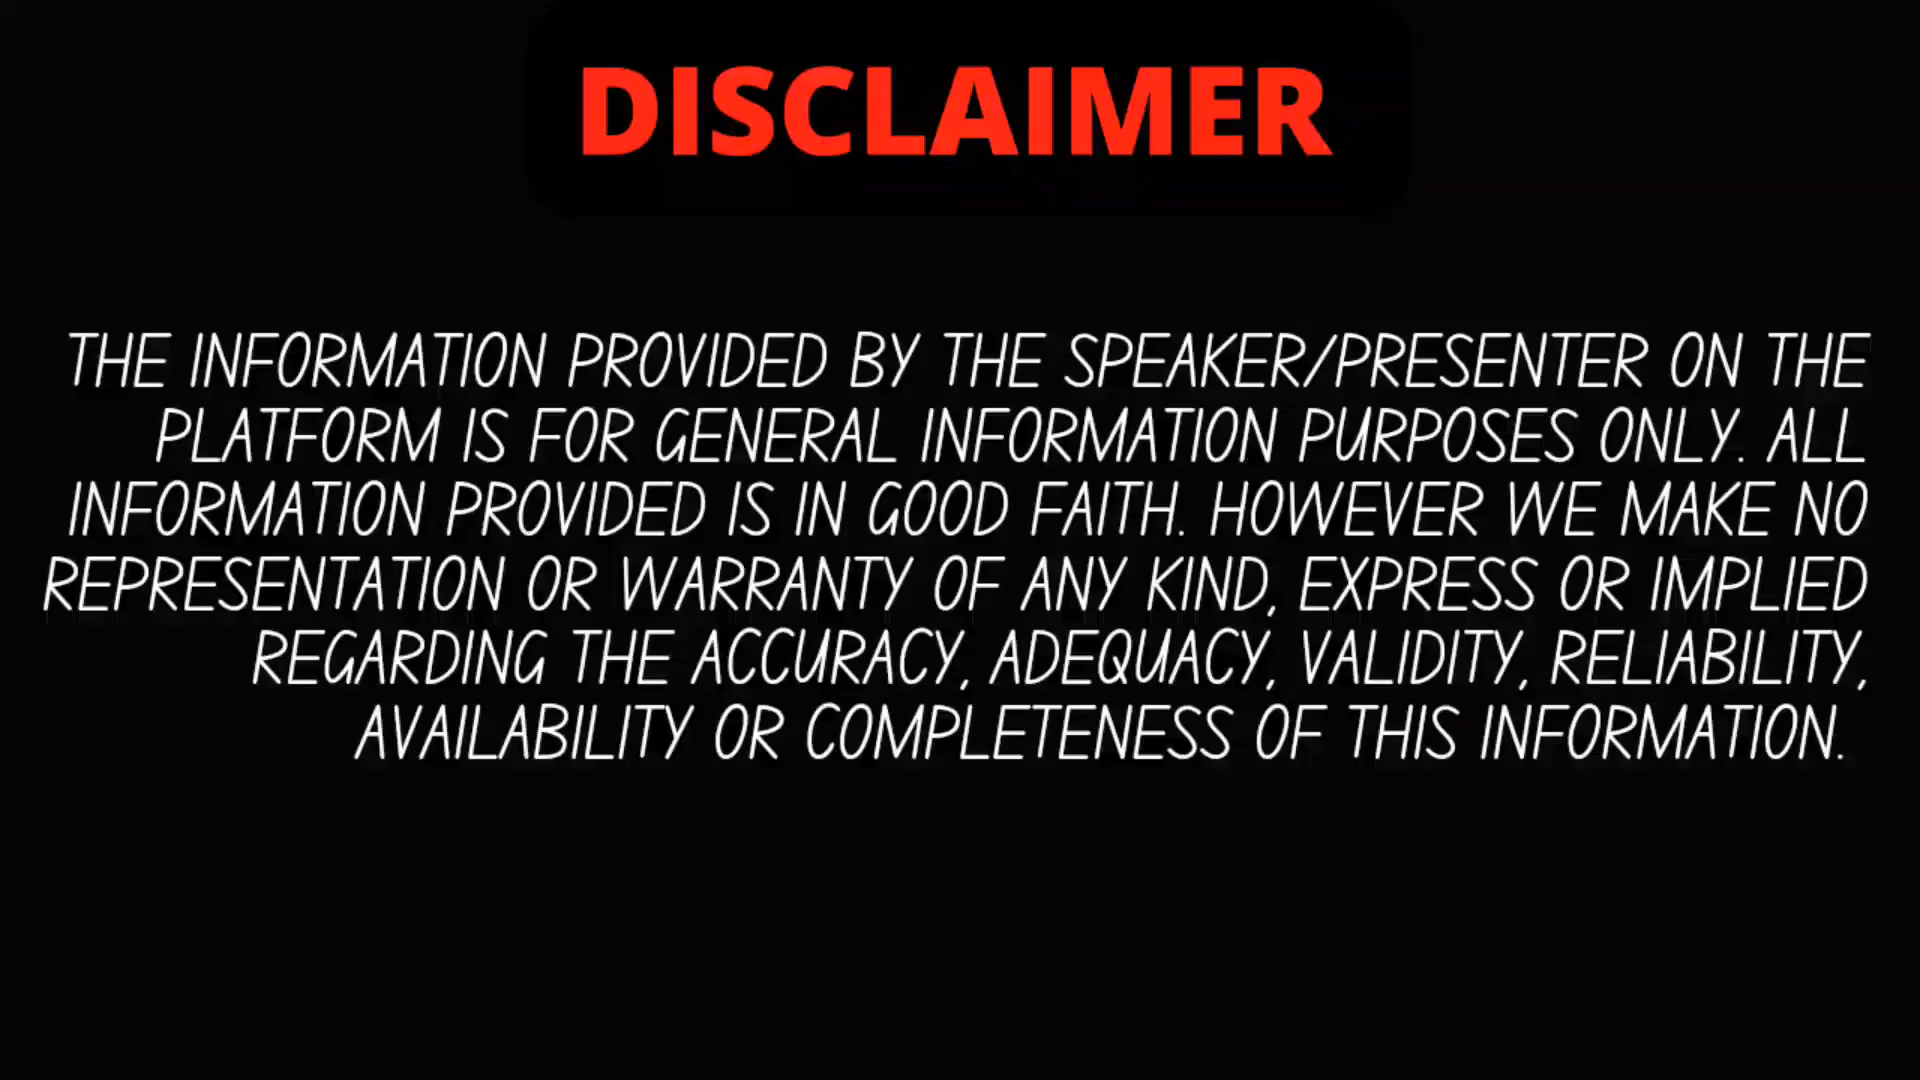 DISCLAIMER
THE INFORMATION PROVIDED BY THE SPEAKER/PRESENTER ON THE
PLATFORM IS FOR GENERAL INFORMATION PURPOSES ONLY. ALL
INFORMATION PROVIDED IS IN GOOD FAITH. HOWEVER WE MAKE NO
REPRESENTATION OR WARRANTY OF ANY KIND, EXPRESS OR IMPLIED
REGARDING THE ACCURACY, ADEQUACY, VALIDITY, RELIABILITY,
AVAILABILITY OR COMPLETENESS OF THIS INFORMATION.